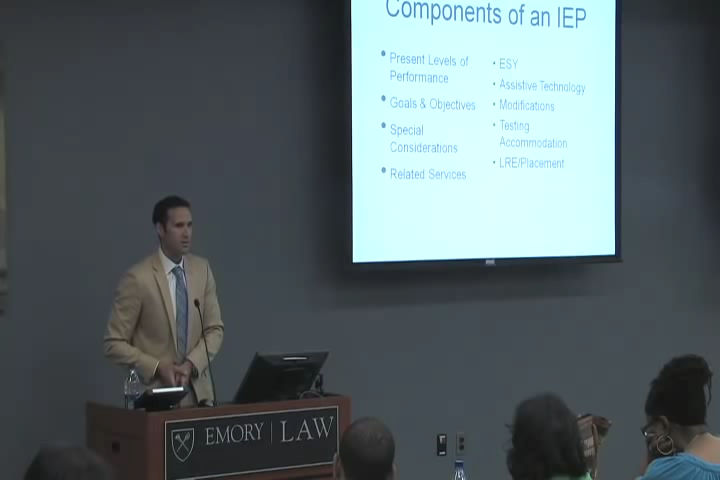 Components of an IEP
• Present Levels of
Performance
• Goals & Objectives
• Special
Considerations
• Related Services
• ESY
• Assistive Technology
• Modifications
• Testing
Accommodation
• LRE/Placement
EMORY | LAW